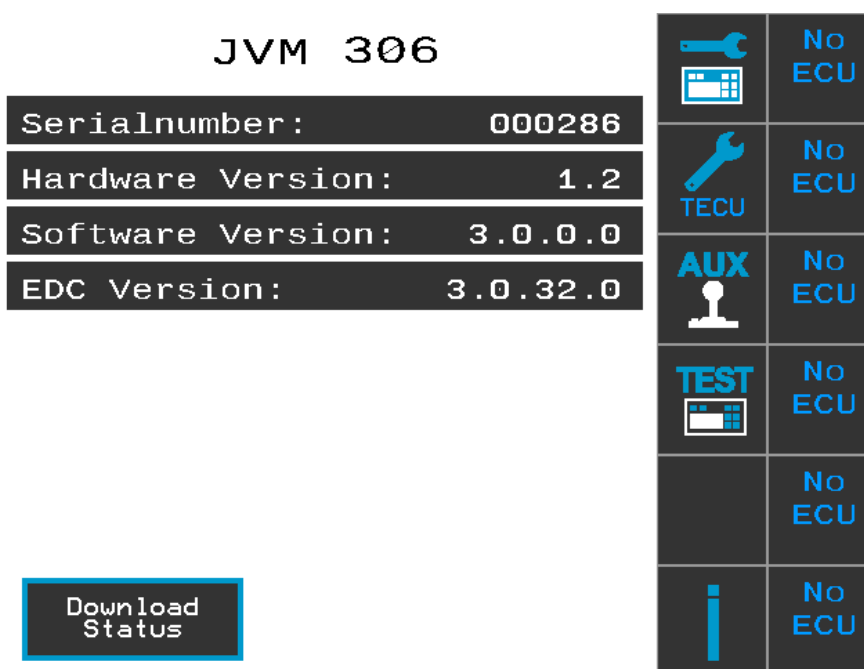 JVM 306
Serialnumber: 000286
Hardware Version: 1.2
Software Version: 3.0.0.0
EDC Version: 3.0.32.0
Download
Status
No
ECU
TECU
No
ECU
AUX
No
ECU
TEST
No
ECU
No
ECU
i
No
ECU